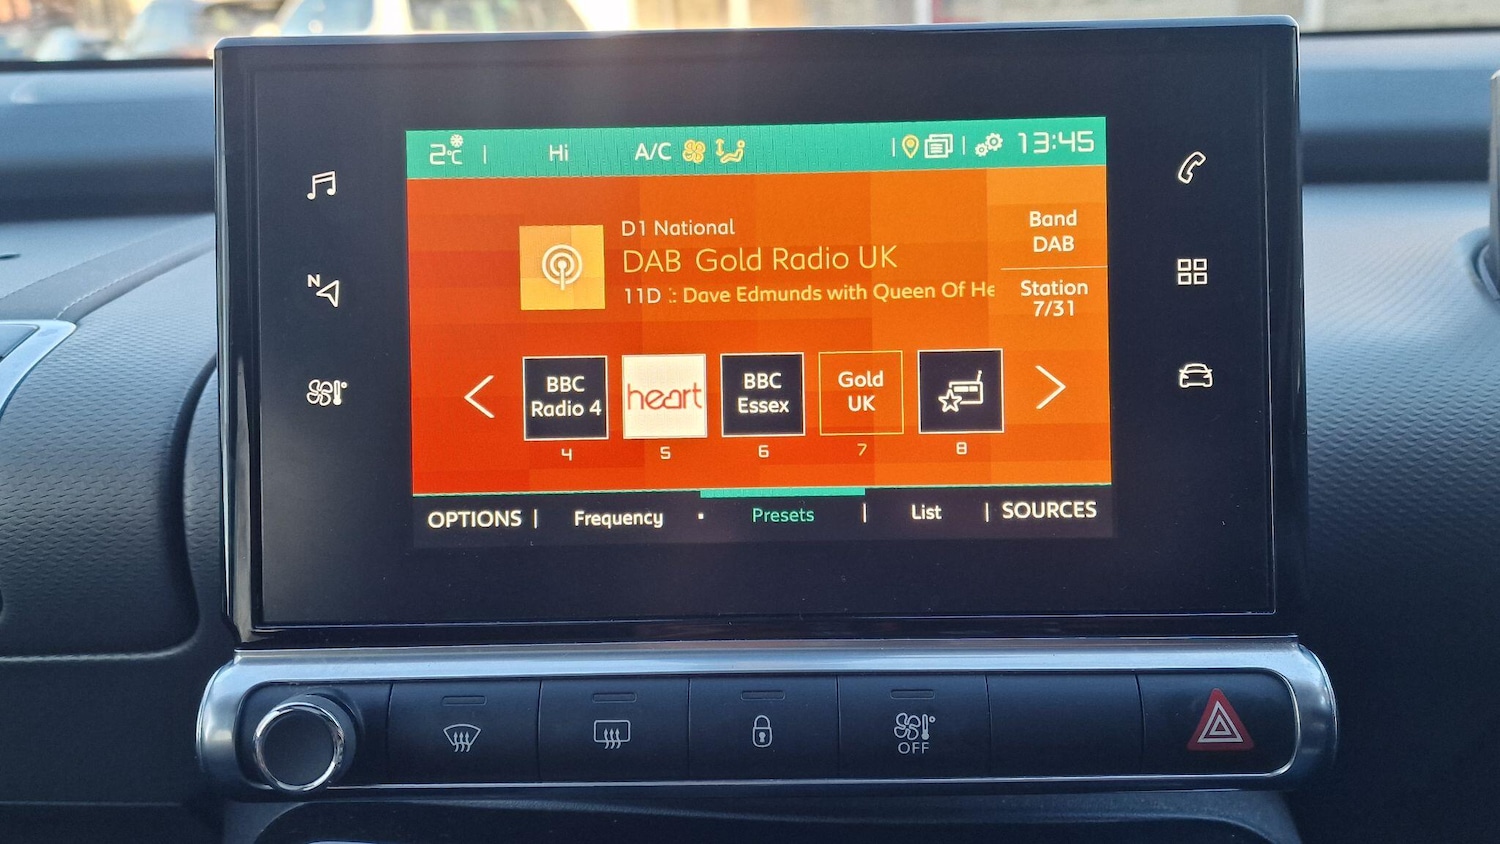 2°C | Hi A/C | | 13:45
N
D1 National
DAB Gold Radio UK
11D :: Dave Edmunds with Queen Of He
Band
DAB
Station
7/31
BBC
Radio 4
heart
BBC
Essex
Gold
UK
4 5 6 7 8
OPTIONS | Frequency · Presets | List | SOURCES
OFF